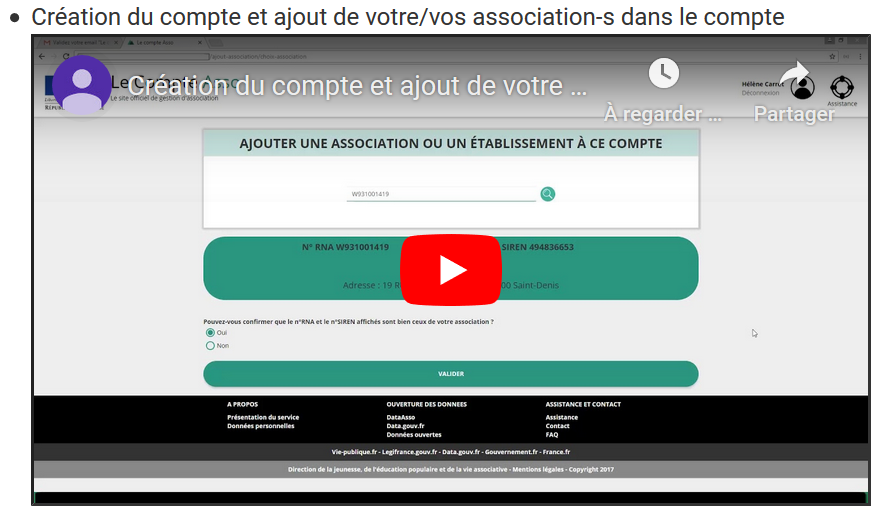 Création du compte et ajout de votre/vos association-s dans le compte
Le Compte Asso
Création du compte et ajout de votre ...
Le site officiel de gestion d'association
À regarder ...
Partager
Hélène Carrot
Déconnexion
Assistance
AJOUTER UNE ASSOCIATION OU UN ÉTABLISSEMENT À CE COMPTE
W931001419
N° RNA W931001419 SIREN 494836653
Adresse : 19 R 00 Saint-Denis
Pouvez-vous confirmer que le n°RNA et le n°SIREN affichés sont bien ceux de votre association ?
Oui
Non
VALIDER
A PROPOS
Présentation du service
Données personnelles
OUVERTURE DES DONNEES
DataAsso
Data.gouv.fr
Données ouvertes
ASSISTANCE ET CONTACT
Assistance
Contact
FAQ
Vie-publique.fr - Legifrance.gouv.fr - Data.gouv.fr - Gouvernement.fr - France.fr
Direction de la jeunesse, de l'éducation populaire et de la vie associative - Mentions légales - Copyright 2017